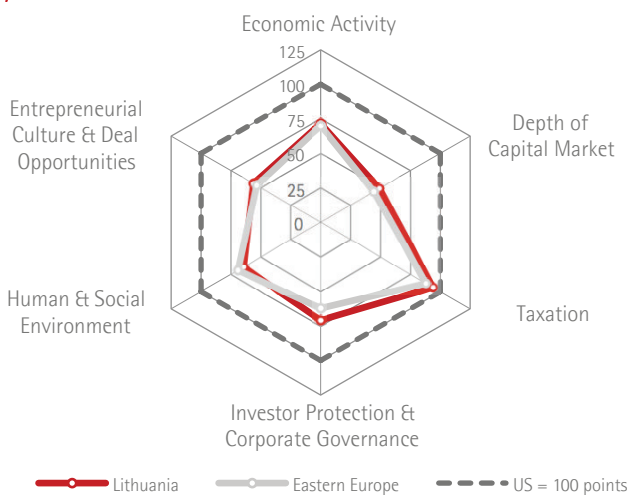 Economic Activity
125
100
75
50
25
0
Entrepreneurial
Culture & Deal
Opportunities
Depth of
Capital Market
Human & Social
Environment
Taxation
Investor Protection &
Corporate Governance
Lithuania
Eastern Europe
US = 100 points